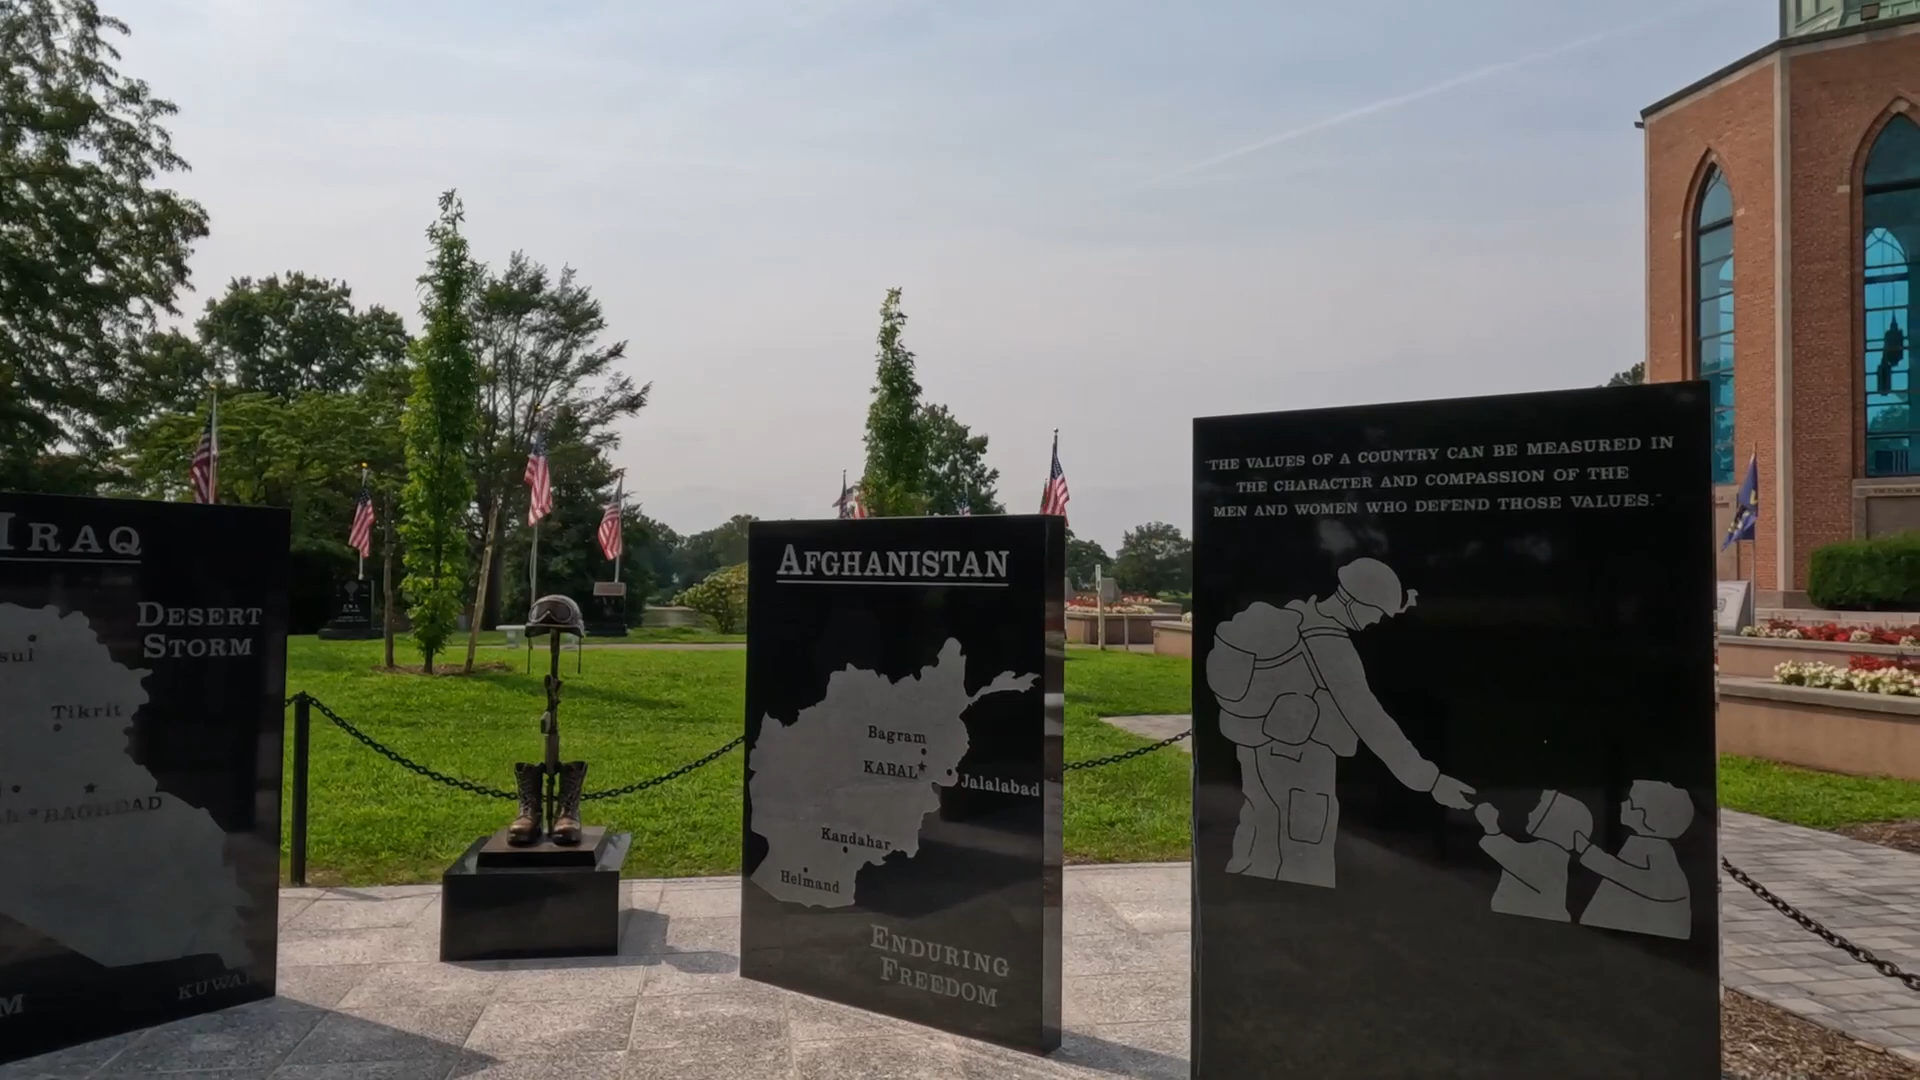 IRAQ
DESERT
STORM
sul
Tikrit
BAGHDAD
KUWAI
M
AFGHANISTAN
Bagram
KABAL
Jalalabad
Kandahar
Helmand
ENDURING
FREEDOM
"THE VALUES OF A COUNTRY CAN BE MEASURED IN
THE CHARACTER AND COMPASSION OF THE
MEN AND WOMEN WHO DEFEND THOSE VALUES."